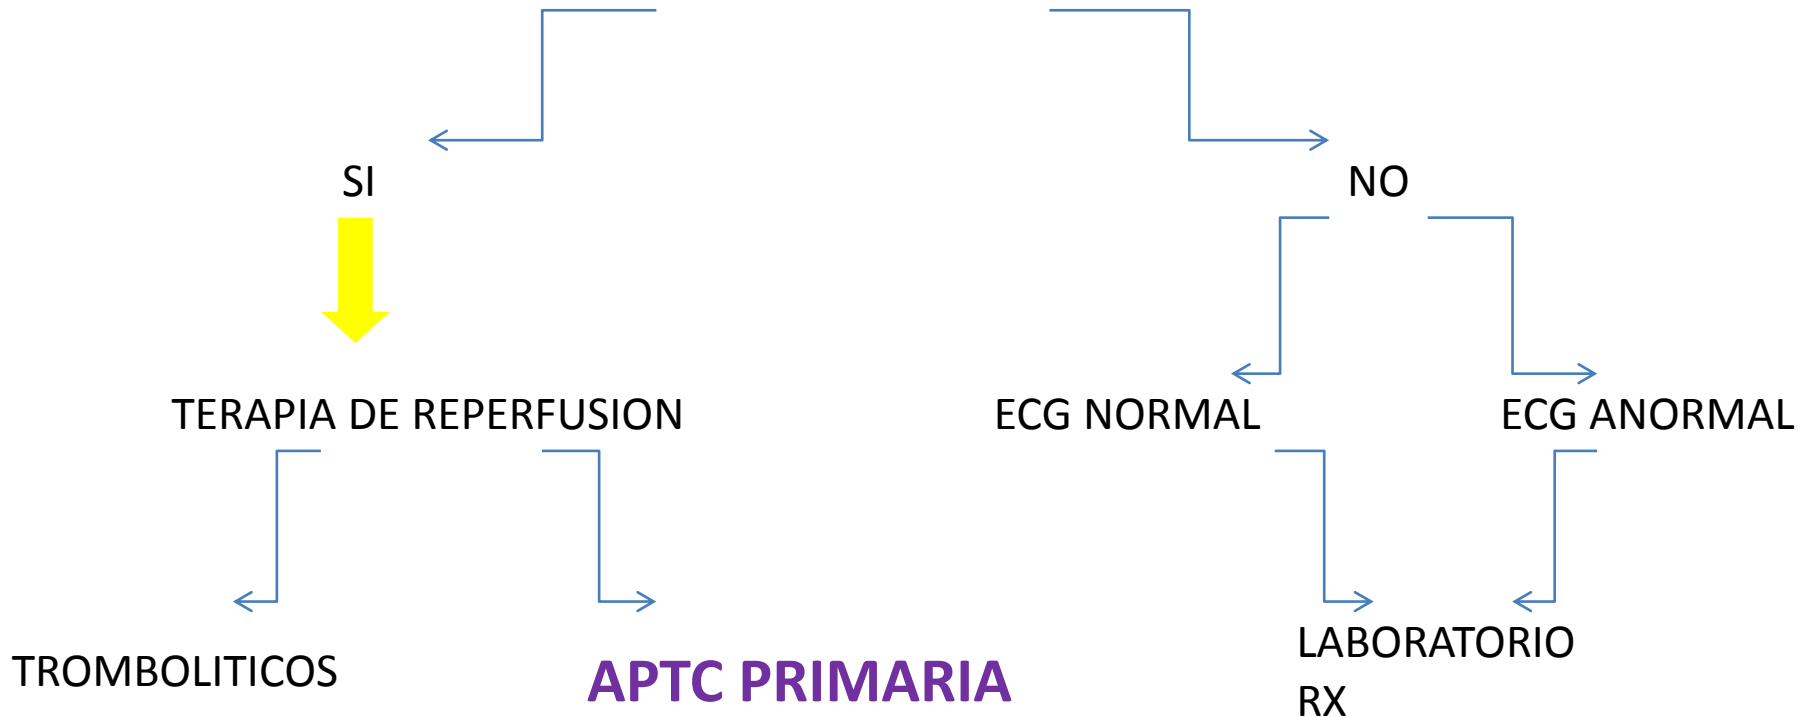 SI
NO
TERAPIA DE REPERFUSION
ECG NORMAL
ECG ANORMAL
TROMBOLITICOS
APTC PRIMARIA
LABORATORIO
RX